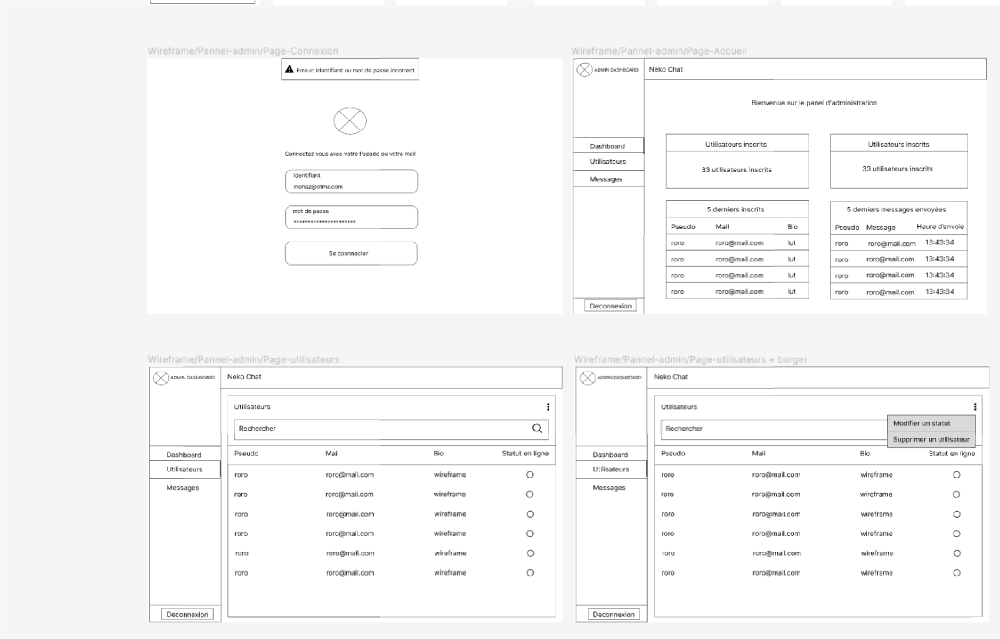 Wireframe/Pannel-admin/Page-Connexion
Erreur: Identifiant ou mot de passe incorrect
Connectez vous avec votre Pseudo ou votre mail
Identifiant
mohaz@otmil.com
mot de passe
**********************
Se connnecter
Wireframe/Pannel-admin/Page-Accueil
ADMIN DASHBOARD
Neko Chat
Dashboard
Utilisateurs
Messages
Deconnexion
Bienvenue sur le panel d'administration
Utilisateurs inscrits
33 utilisateurs inscrits
Utilisateurs inscrits
33 utilisateurs inscrits
5 derniers inscrits
Pseudo Mail Bio
roro roro@mail.com lut
roro roro@mail.com lut
roro roro@mail.com lut
roro roro@mail.com lut
5 derniers messages envoyées
Pseudo Message Heure d'envoie
roro roro@mail.com 13:43:34
roro roro@mail.com 13:43:34
roro roro@mail.com 13:43:34
roro roro@mail.com 13:43:34
Wireframe/Pannel-admin/Page-utilisateurs
ADMIN DASHBOARD
Neko Chat
Dashboard
Utilisateurs
Messages
Deconnexion
Utilisateurs
Rechercher
Pseudo Mail Bio Statut en ligne
roro roro@mail.com wireframe
roro roro@mail.com wireframe
roro roro@mail.com wireframe
roro roro@mail.com wireframe
roro roro@mail.com wireframe
roro roro@mail.com wireframe
Wireframe/Pannel-admin/Page-utilisateurs + burger
ADMIN DASHBOARD
Neko Chat
Dashboard
Utilisateurs
Messages
Deconnexion
Utilisateurs
Rechercher
Modifier un statut
Supprimer un utilisateur
Pseudo Mail Bio Statut en ligne
roro roro@mail.com wireframe
roro roro@mail.com wireframe
roro roro@mail.com wireframe
roro roro@mail.com wireframe
roro roro@mail.com wireframe
roro roro@mail.com wireframe